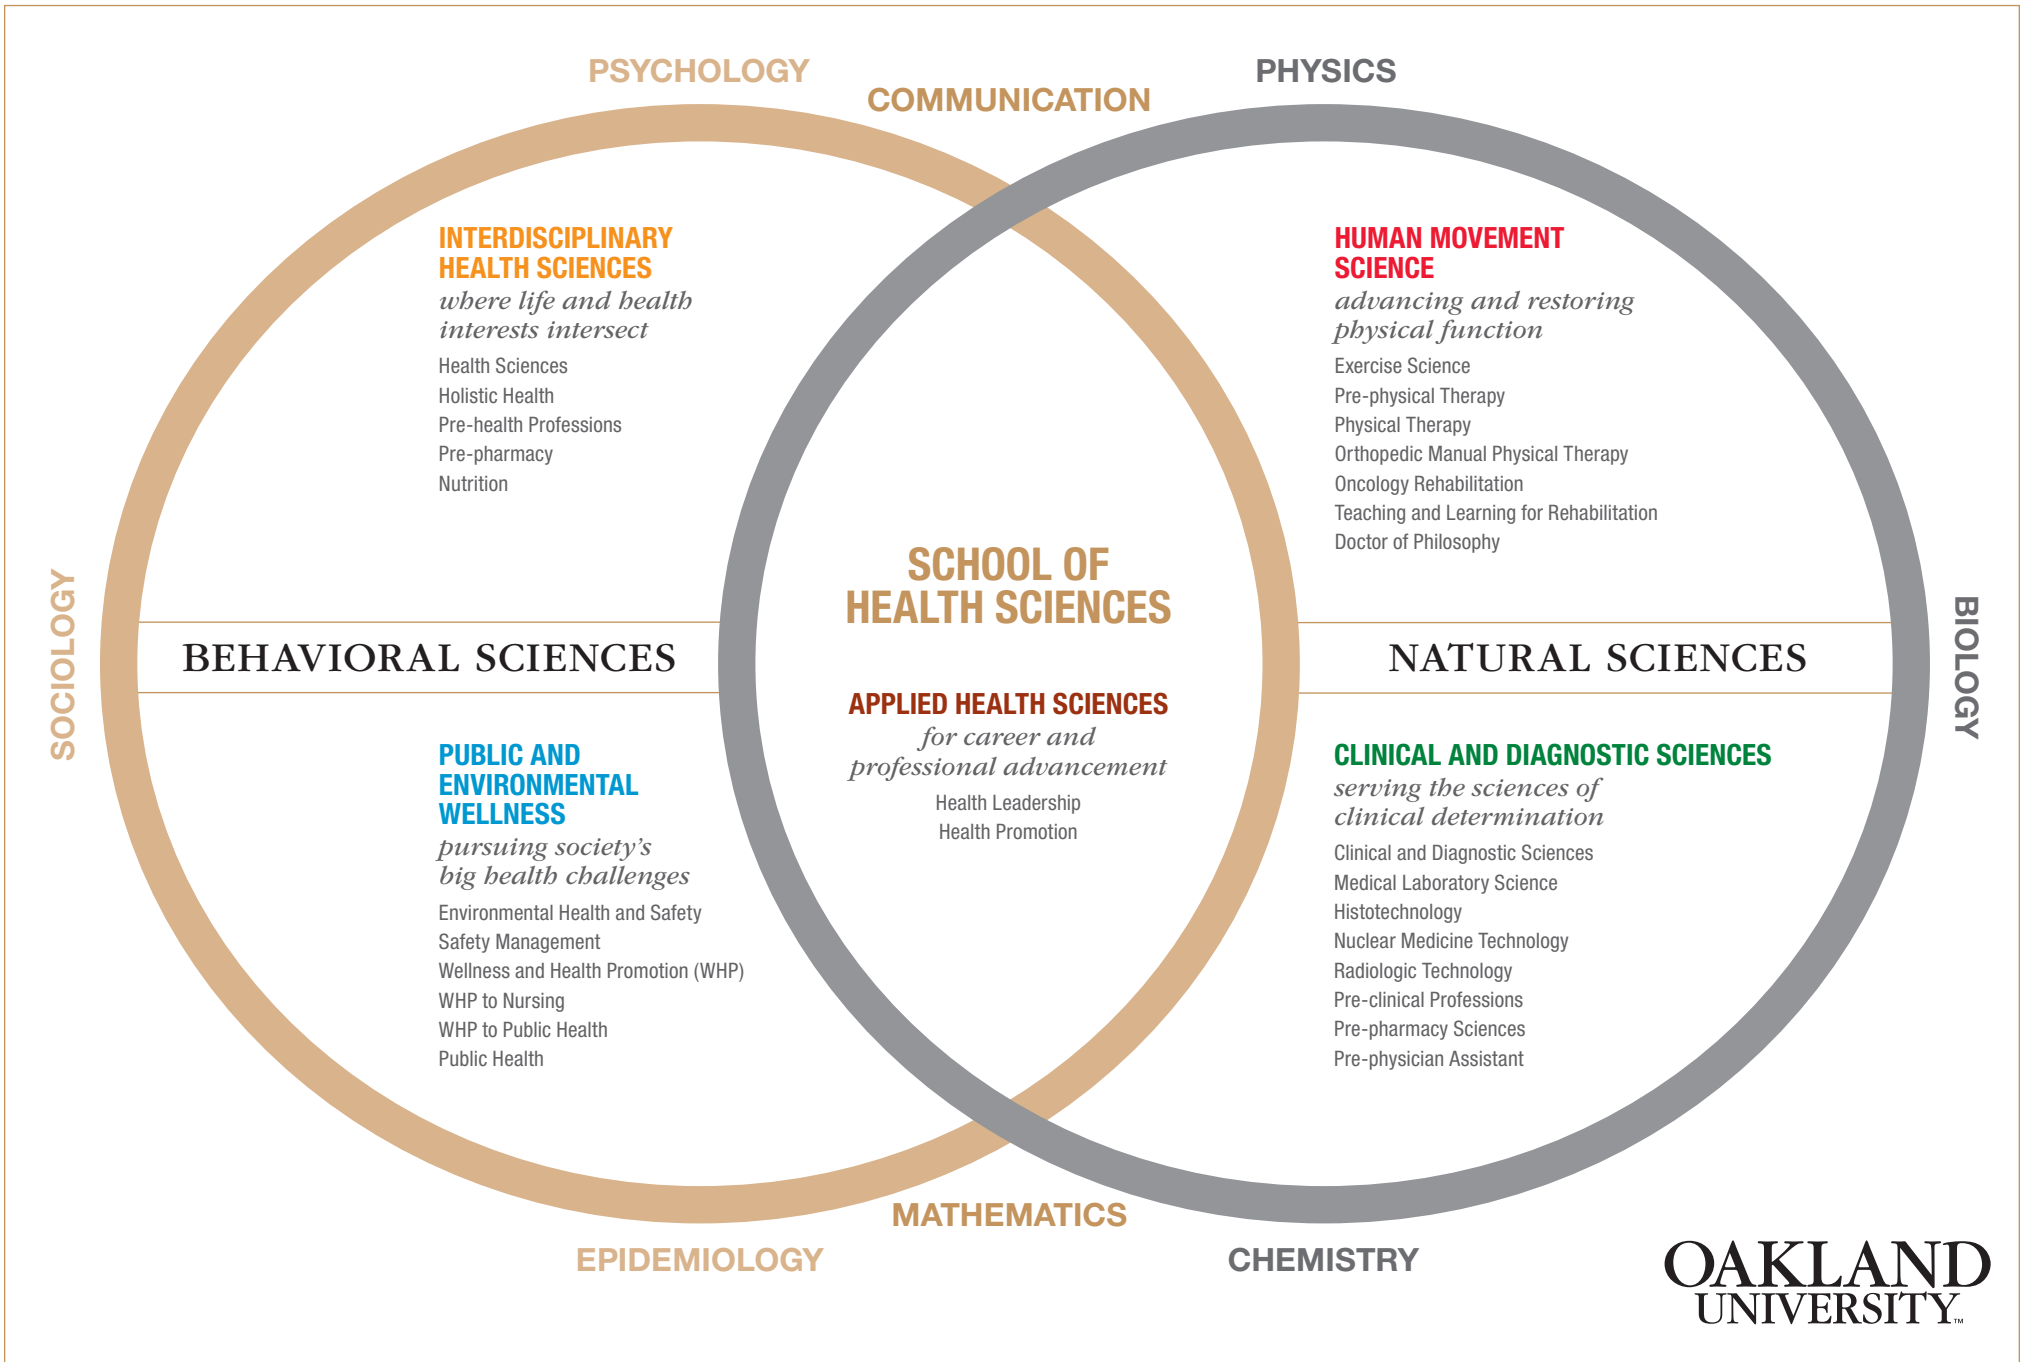 PSYCHOLOGY
COMMUNICATION
PHYSICS
INTERDISCIPLINARY
HEALTH SCIENCES
where life and health
interests intersect
Health Sciences
Holistic Health
Pre-health Professions
Pre-pharmacy
Nutrition
HUMAN MOVEMENT
SCIENCE
advancing and restoring
physical function
Exercise Science
Pre-physical Therapy
Physical Therapy
Orthopedic Manual Physical Therapy
Oncology Rehabilitation
Teaching and Learning for Rehabilitation
Doctor of Philosophy
SOCIOLOGY
BEHAVIORAL SCIENCES
SCHOOL OF
HEALTH SCIENCES
NATURAL SCIENCES
BIOLOGY
APPLIED HEALTH SCIENCES
for career and
professional advancement
Health Leadership
Health Promotion
PUBLIC AND
ENVIRONMENTAL
WELLNESS
pursuing society's
big health challenges
Environmental Health and Safety
Safety Management
Wellness and Health Promotion (WHP)
WHP to Nursing
WHP to Public Health
Public Health
CLINICAL AND DIAGNOSTIC SCIENCES
serving the sciences of
clinical determination
Clinical and Diagnostic Sciences
Medical Laboratory Science
Histotechnology
Nuclear Medicine Technology
Radiologic Technology
Pre-clinical Professions
Pre-pharmacy Sciences
Pre-physician Assistant
MATHEMATICS
EPIDEMIOLOGY
CHEMISTRY
OAKLAND
UNIVERSITY™